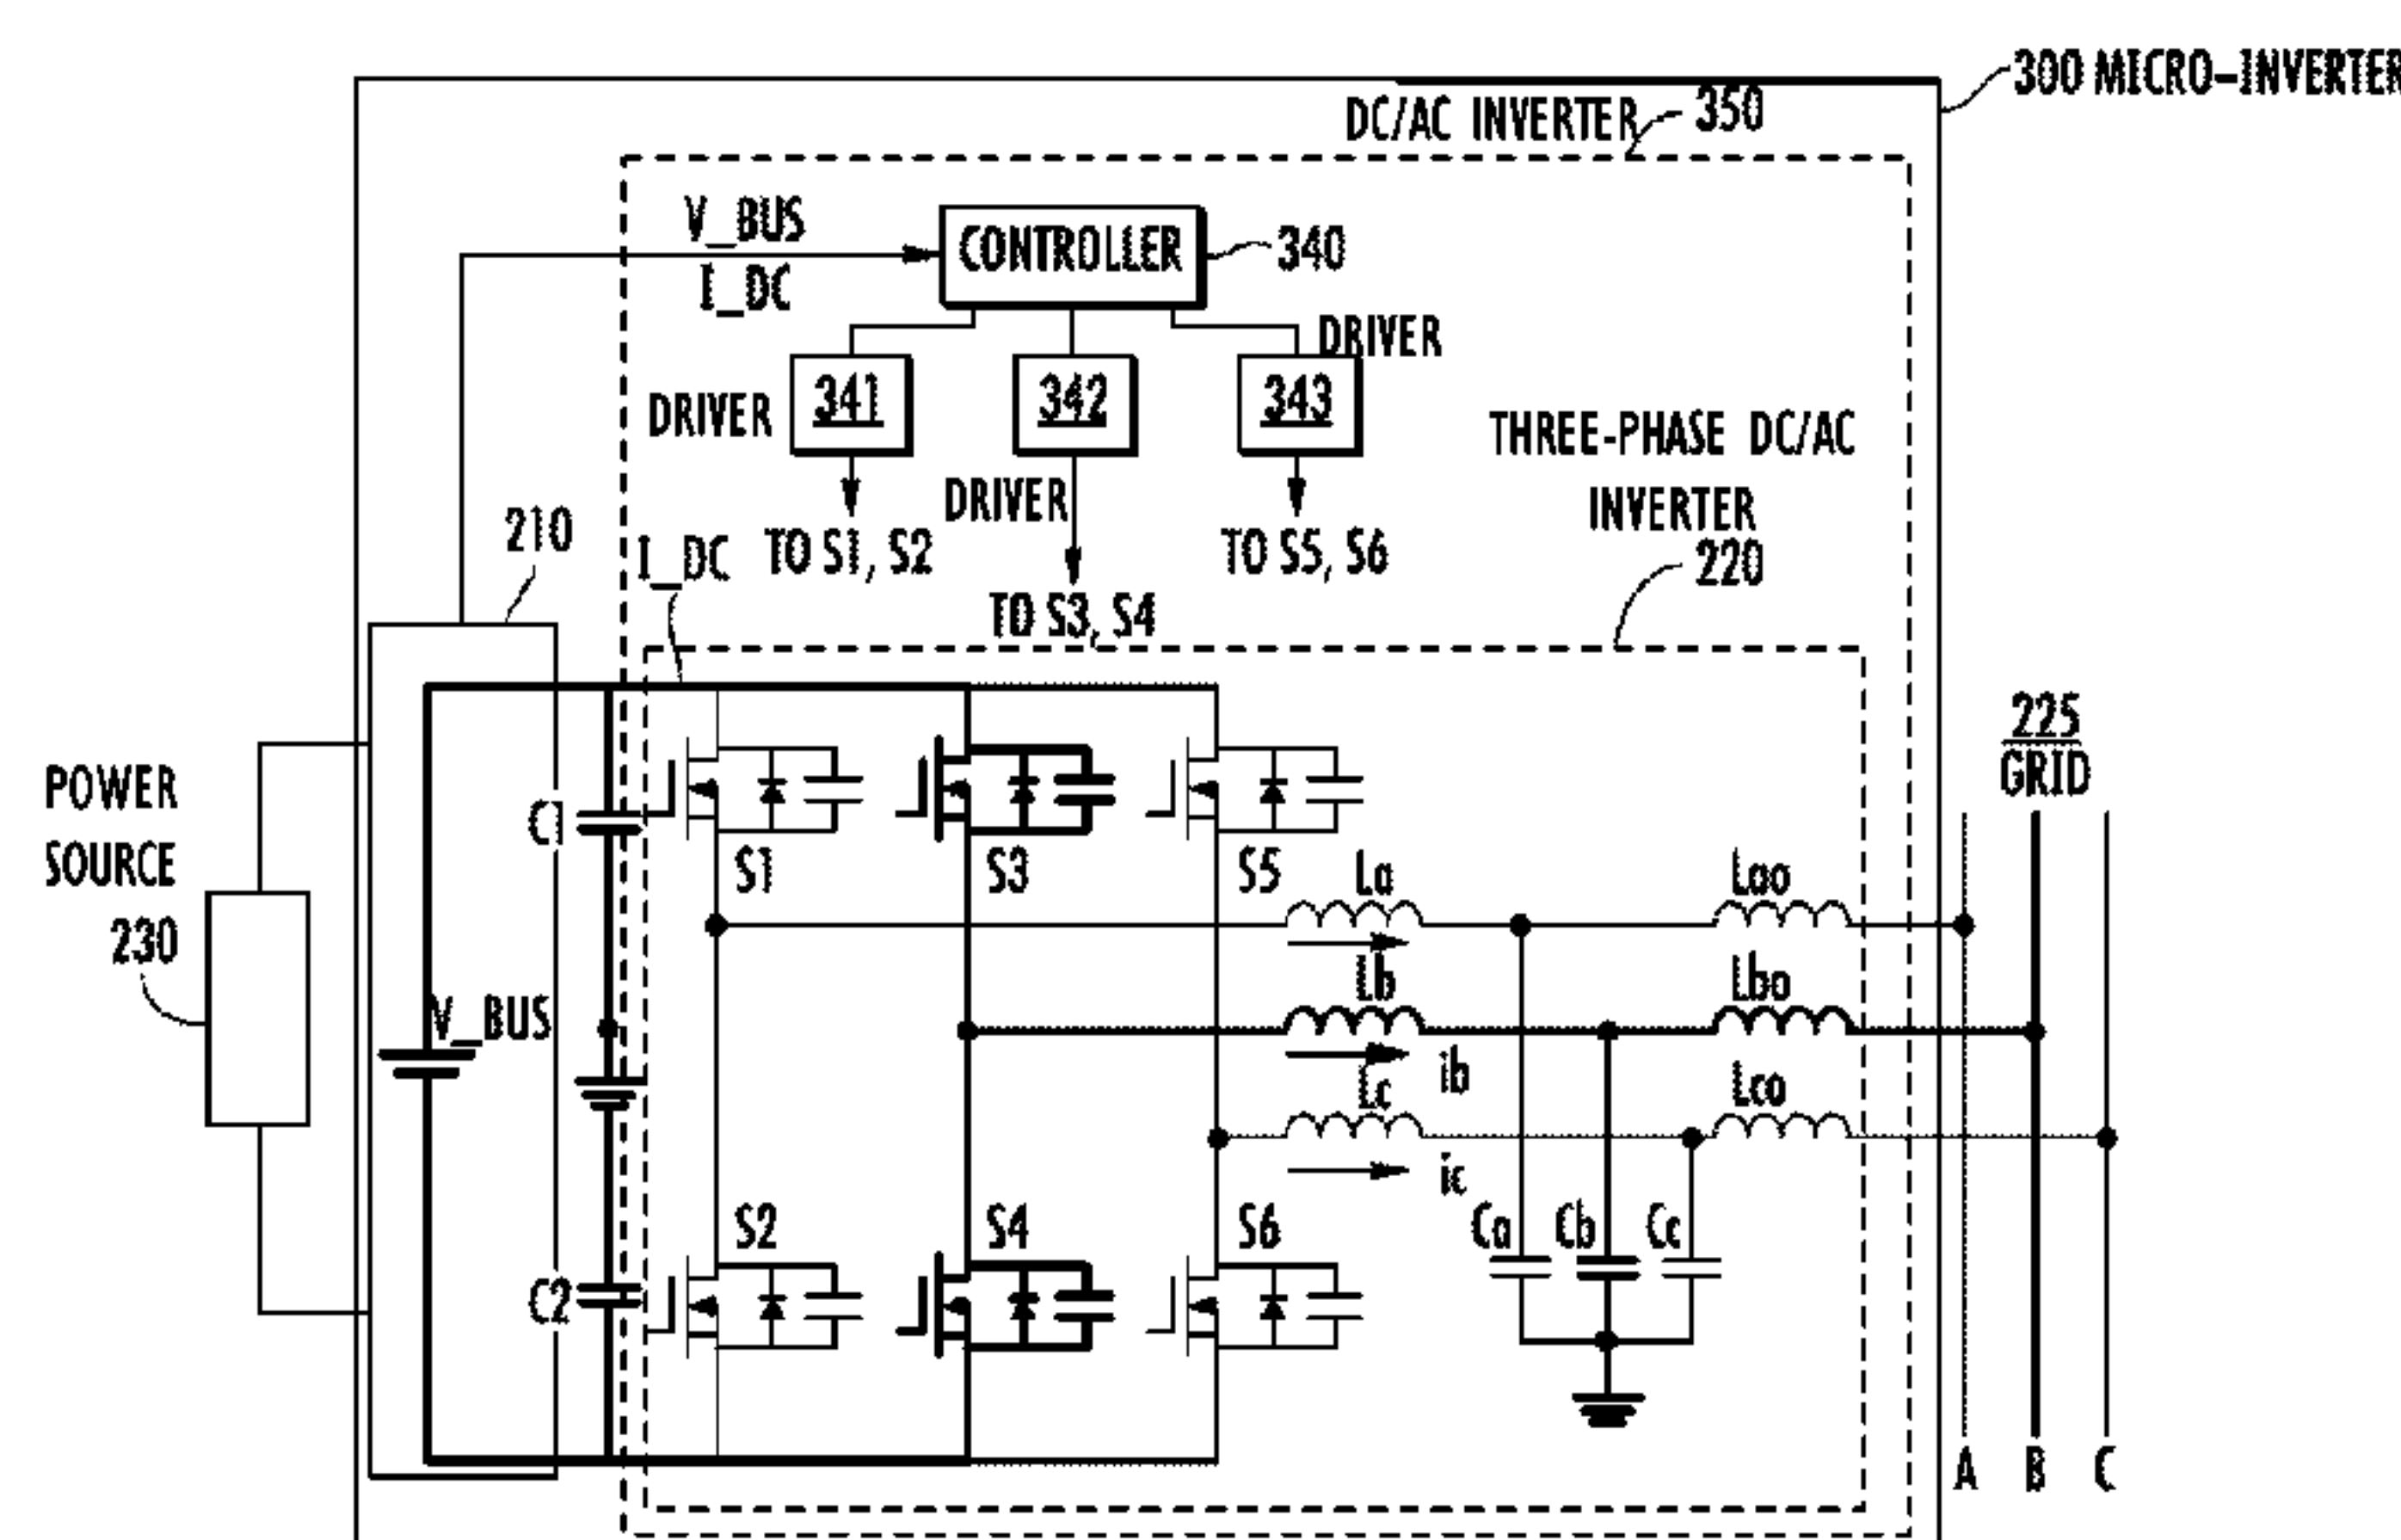 300 MICRO-INVERTER
DC/AC INVERTER 350
V_BUS
I_DC
CONTROLLER
340
DRIVER
DRIVER
341
342
343
DRIVER
TO S1, S2
TO S3, S4
TO S5, S6
THREE-PHASE DC/AC
INVERTER
220
210
I_DC
POWER
SOURCE
230
V_BUS
C1
C2
S1
S3
S5
S2
S4
S6
La
Lb
ib
Lc
ic
Lao
Lbo
Lco
Ca
Cb
Cc
225
GRID
A
B
C